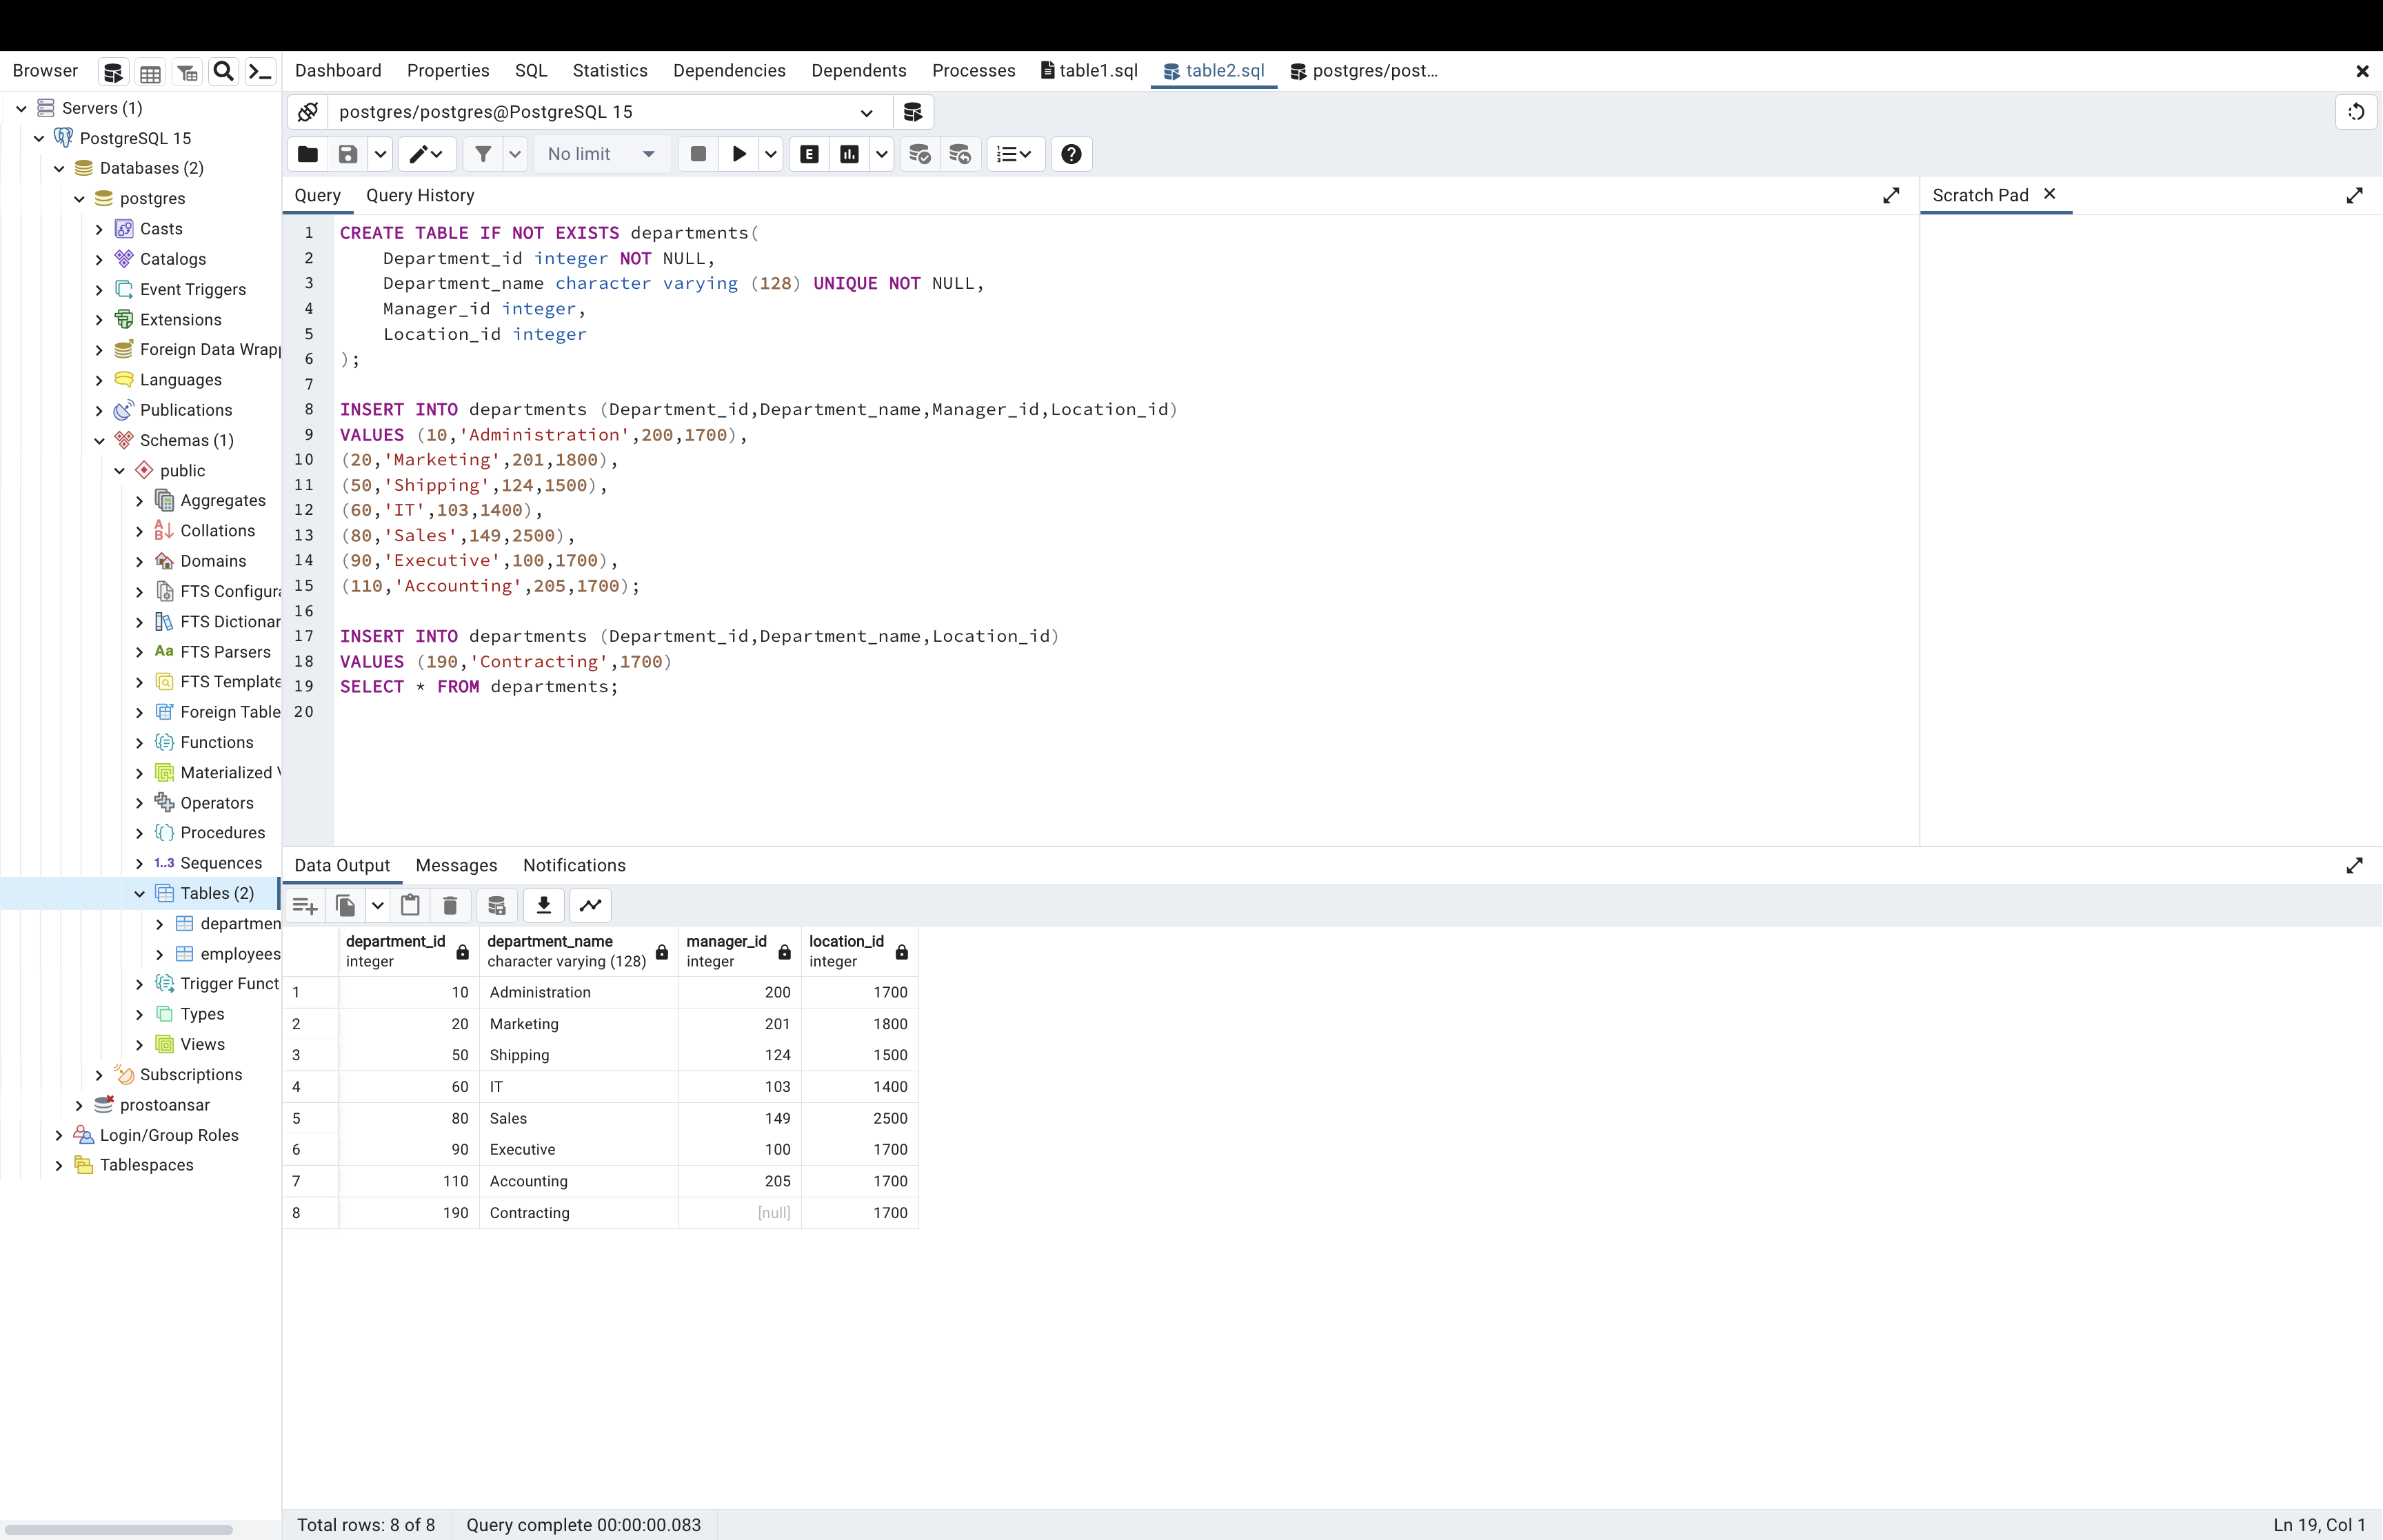 Browser
Dashboard Properties SQL Statistics Dependencies Dependents Processes table1.sql table2.sql postgres/post...
Servers (1)
PostgreSQL 15
Databases (2)
postgres
Casts
Catalogs
Event Triggers
Extensions
Foreign Data Wrap
Languages
Publications
Schemas (1)
public
Aggregates
Collations
Domains
FTS Configura
FTS Dictionar
Aa FTS Parsers
FTS Template
Foreign Table
Functions
Materialized V
Operators
Procedures
1..3 Sequences
Tables (2)
departmen
employees
Trigger Funct
Types
Views
Subscriptions
prostoansar
Login/Group Roles
Tablespaces
postgres/postgres@PostgreSQL 15
No limit
E
Query Query History
Scratch Pad
1 CREATE TABLE IF NOT EXISTS departments(
2 Department_id integer NOT NULL,
3 Department_name character varying (128) UNIQUE NOT NULL,
4 Manager_id integer,
5 Location_id integer
6 );
7
8 INSERT INTO departments (Department_id,Department_name,Manager_id,Location_id)
9 VALUES (10,'Administration',200,1700),
10 (20,'Marketing',201,1800),
11 (50,'Shipping',124,1500),
12 (60,'IT',103,1400),
13 (80,'Sales',149,2500),
14 (90,'Executive',100,1700),
15 (110,'Accounting',205,1700);
16
17 INSERT INTO departments (Department_id,Department_name,Location_id)
18 VALUES (190,'Contracting',1700)
19 SELECT * FROM departments;
20
Data Output Messages Notifications
department_id department_name manager_id location_id
integer character varying (128) integer integer
1 10 Administration 200 1700
2 20 Marketing 201 1800
3 50 Shipping 124 1500
4 60 IT 103 1400
5 80 Sales 149 2500
6 90 Executive 100 1700
7 110 Accounting 205 1700
8 190 Contracting [null] 1700
Total rows: 8 of 8 Query complete 00:00:00.083 Ln 19, Col 1